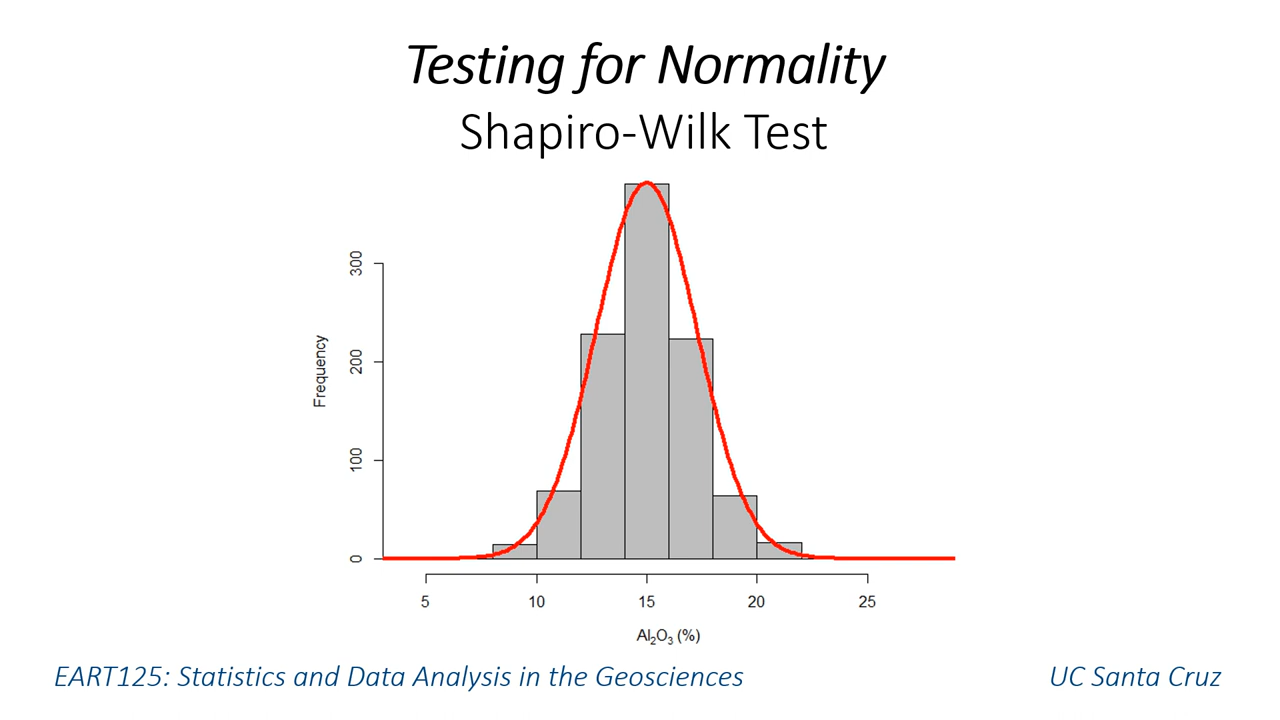 Testing for Normality
Shapiro-Wilk Test
300
200
100
0
Frequency
5 10 15 20 25
Al₂O₃ (%)
EART125: Statistics and Data Analysis in the Geosciences
UC Santa Cruz